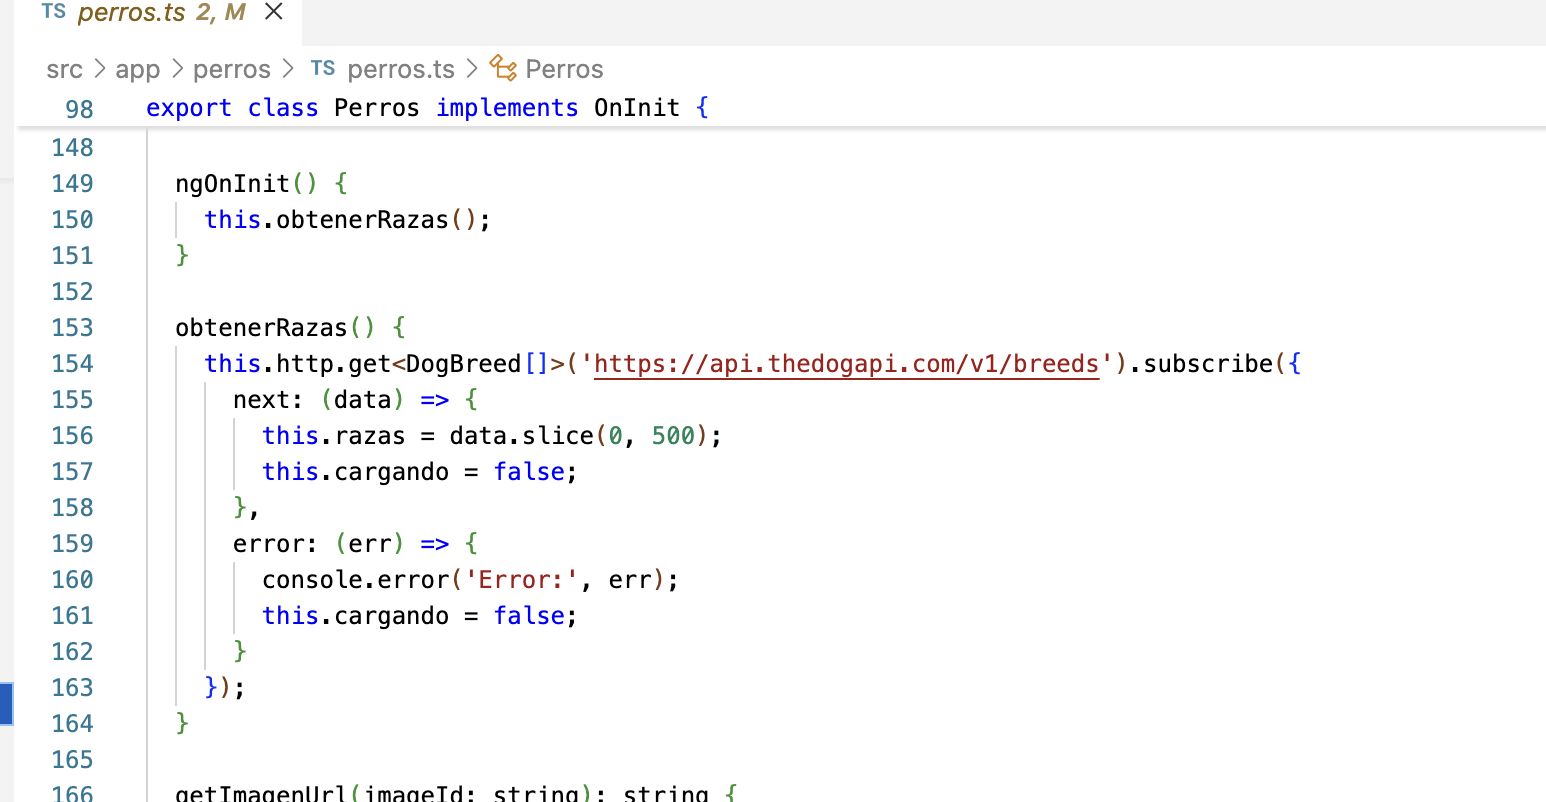 TS perros.ts 2, M ×
src > app > perros > TS perros.ts > Perros
98 export class Perros implements OnInit {
148
149 ngOnInit() {
150 this.obtenerRazas();
151 }
152
153 obtenerRazas() {
154 this.http.get<DogBreed[]>('https://api.thedogapi.com/v1/breeds').subscribe({
155 next: (data) => {
156 this.razas = data.slice(0, 500);
157 this.cargando = false;
158 },
159 error: (err) => {
160 console.error('Error:', err);
161 this.cargando = false;
162 }
163 });
164 }
165
166 getImagenUrl(imageId: string): string {